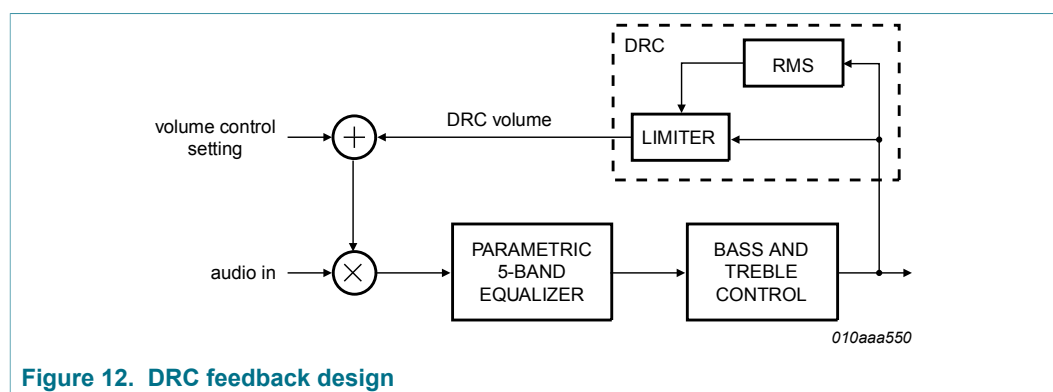 DRC
RMS
volume control
setting
+
DRC volume
LIMITER
audio in
×
PARAMETRIC
5-BAND
EQUALIZER
BASS AND
TREBLE
CONTROL
010aaa550
Figure 12. DRC feedback design